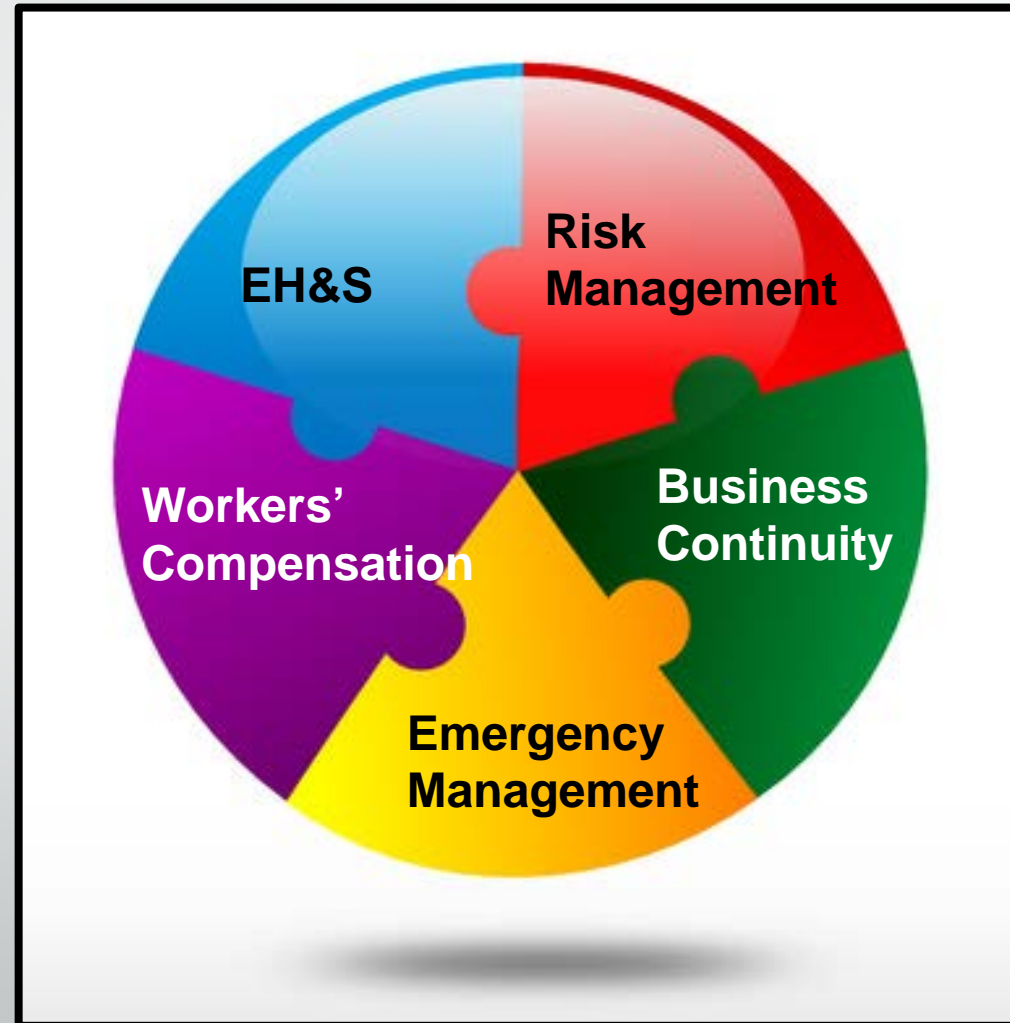 EH&S
Risk
Management
Workers’
Compensation
Business
Continuity
Emergency
Management